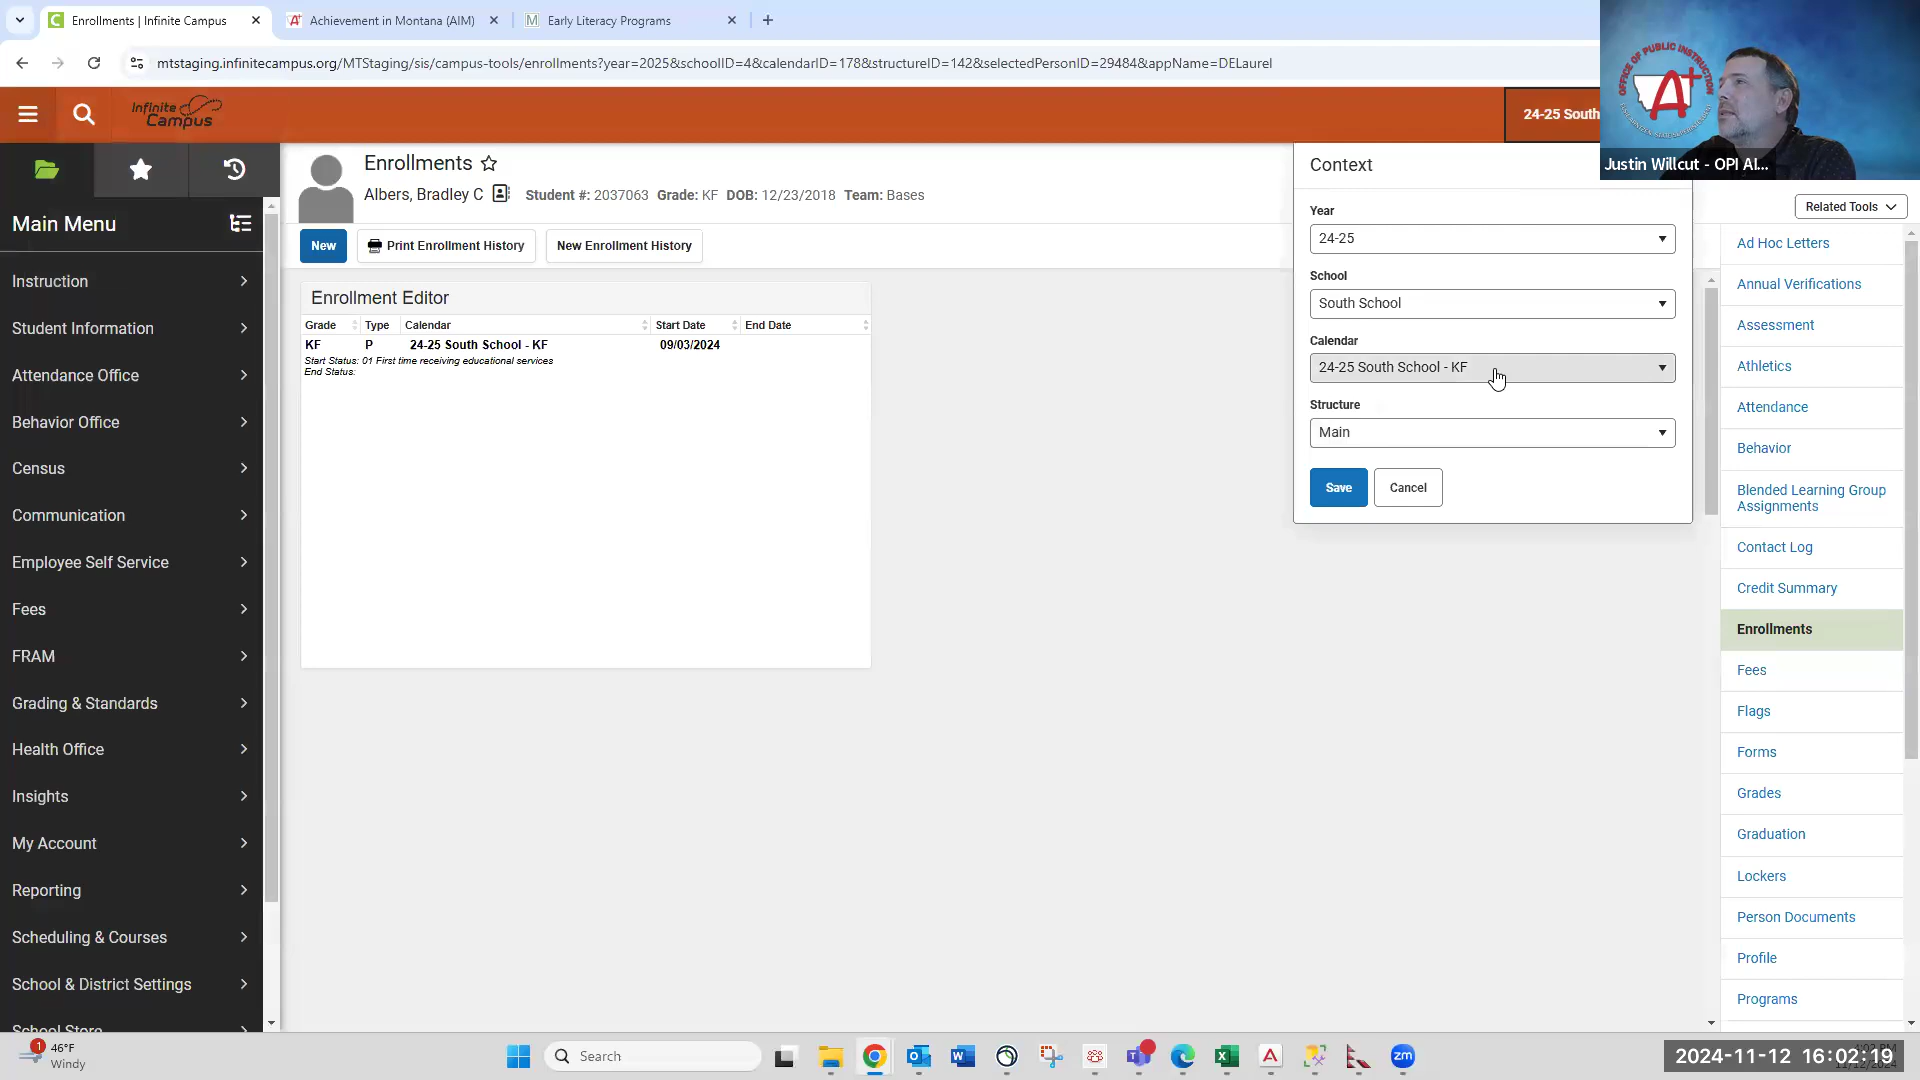 Enrollments | Infinite Campus
Achievement in Montana (AIM)
Early Literacy Programs
mtstaging.infinitecampus.org/MTStaging/sis/campus-tools/enrollments?year=2025&schoolID=4&calendarID=178&structureID=142&selectedPersonID=29484&appName=DELaurel
Infinite
Campus
24-25 South
OFFICE OF PUBLIC INSTRUCTION
Justin Willcut - OPI AI...
Enrollments
Albers, Bradley C
Student #: 2037063 Grade: KF DOB: 12/23/2018 Team: Bases
Related Tools
New
Print Enrollment History
New Enrollment History
Main Menu
Instruction
Student Information
Attendance Office
Behavior Office
Census
Communication
Employee Self Service
Fees
FRAM
Grading & Standards
Health Office
Insights
My Account
Reporting
Scheduling & Courses
School & District Settings
School Store
Enrollment Editor
Grade Type Calendar Start Date End Date
KF P 24-25 South School - KF 09/03/2024
Start Status: 01 First time receiving educational services
End Status:
Context
Year
24-25
School
South School
Calendar
24-25 South School - KF
Structure
Main
Save
Cancel
Ad Hoc Letters
Annual Verifications
Assessment
Athletics
Attendance
Behavior
Blended Learning Group
Assignments
Contact Log
Credit Summary
Enrollments
Fees
Flags
Forms
Grades
Graduation
Lockers
Person Documents
Profile
Programs
1
46°F
Windy
Search
zm
2024-11-12 16:02:19